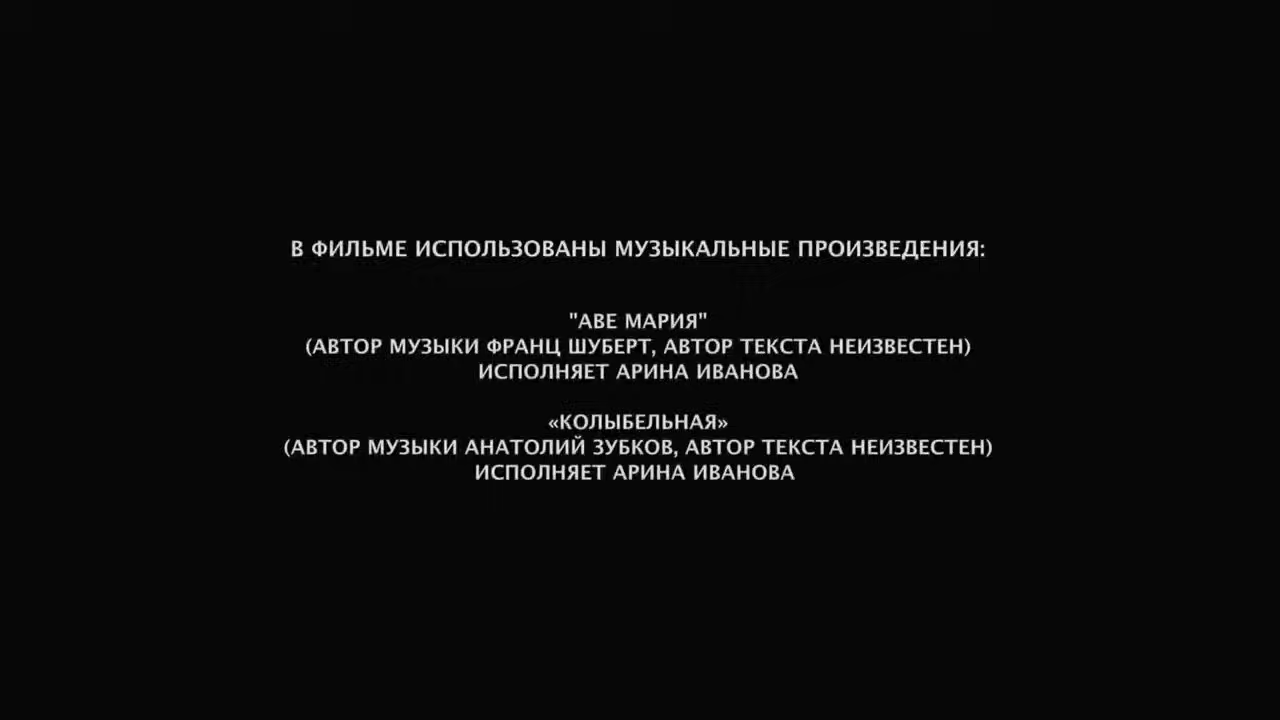 В ФИЛЬМЕ ИСПОЛЬЗОВАНЫ МУЗЫКАЛЬНЫЕ ПРОИЗВЕДЕНИЯ:
"АВЕ МАРИЯ"
(АВТОР МУЗЫКИ ФРАНЦ ШУБЕРТ, АВТОР ТЕКСТА НЕИЗВЕСТЕН)
ИСПОЛНЯЕТ АРИНА ИВАНОВА
«КОЛЫБЕЛЬНАЯ»
(АВТОР МУЗЫКИ АНАТОЛИЙ ЗУБКОВ, АВТОР ТЕКСТА НЕИЗВЕСТЕН)
ИСПОЛНЯЕТ АРИНА ИВАНОВА